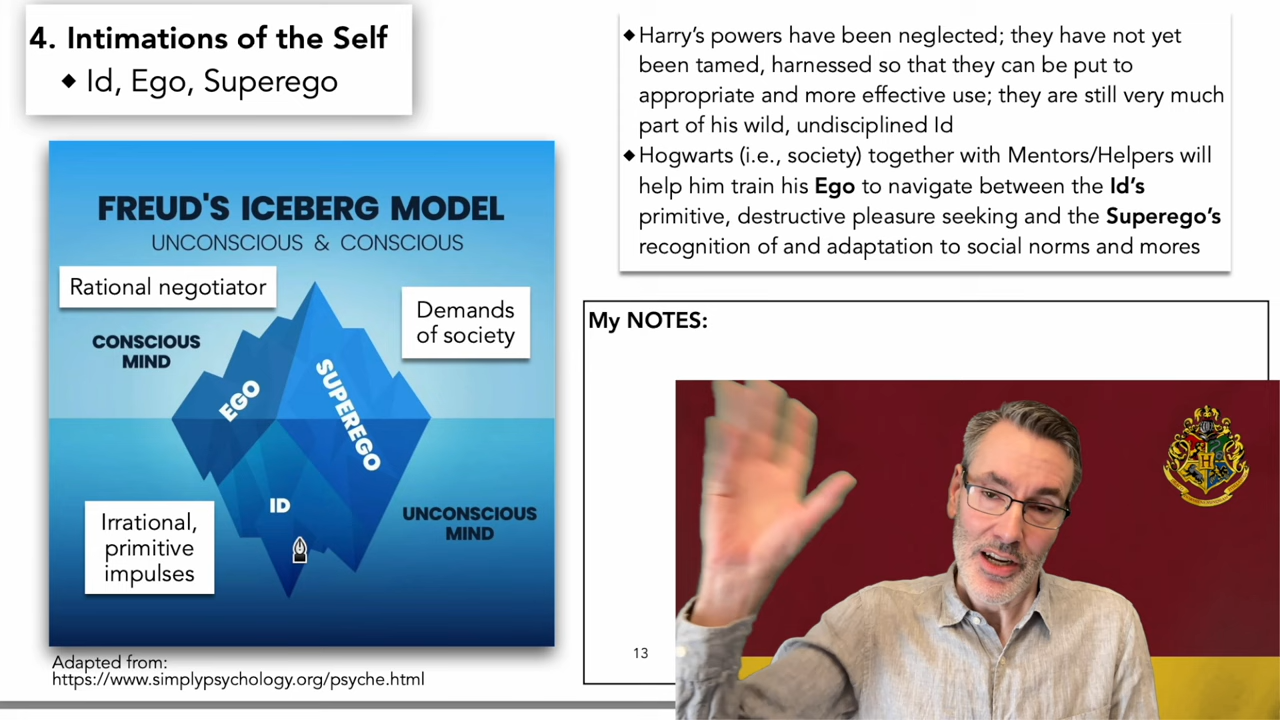 4. Intimations of the Self
◆ Id, Ego, Superego
FREUD'S ICEBERG MODEL
UNCONSCIOUS & CONSCIOUS
Rational negotiator
Demands
of society
CONSCIOUS
MIND
EGO
SUPEREGO
ID
UNCONSCIOUS
MIND
Irrational,
primitive
impulses
Adapted from:
https://www.simplypsychology.org/psyche.html
◆Harry’s powers have been neglected; they have not yet
been tamed, harnessed so that they can be put to
appropriate and more effective use; they are still very much
part of his wild, undisciplined Id
◆Hogwarts (i.e., society) together with Mentors/Helpers will
help him train his Ego to navigate between the Id’s
primitive, destructive pleasure seeking and the Superego’s
recognition of and adaptation to social norms and mores
My NOTES:
13
H